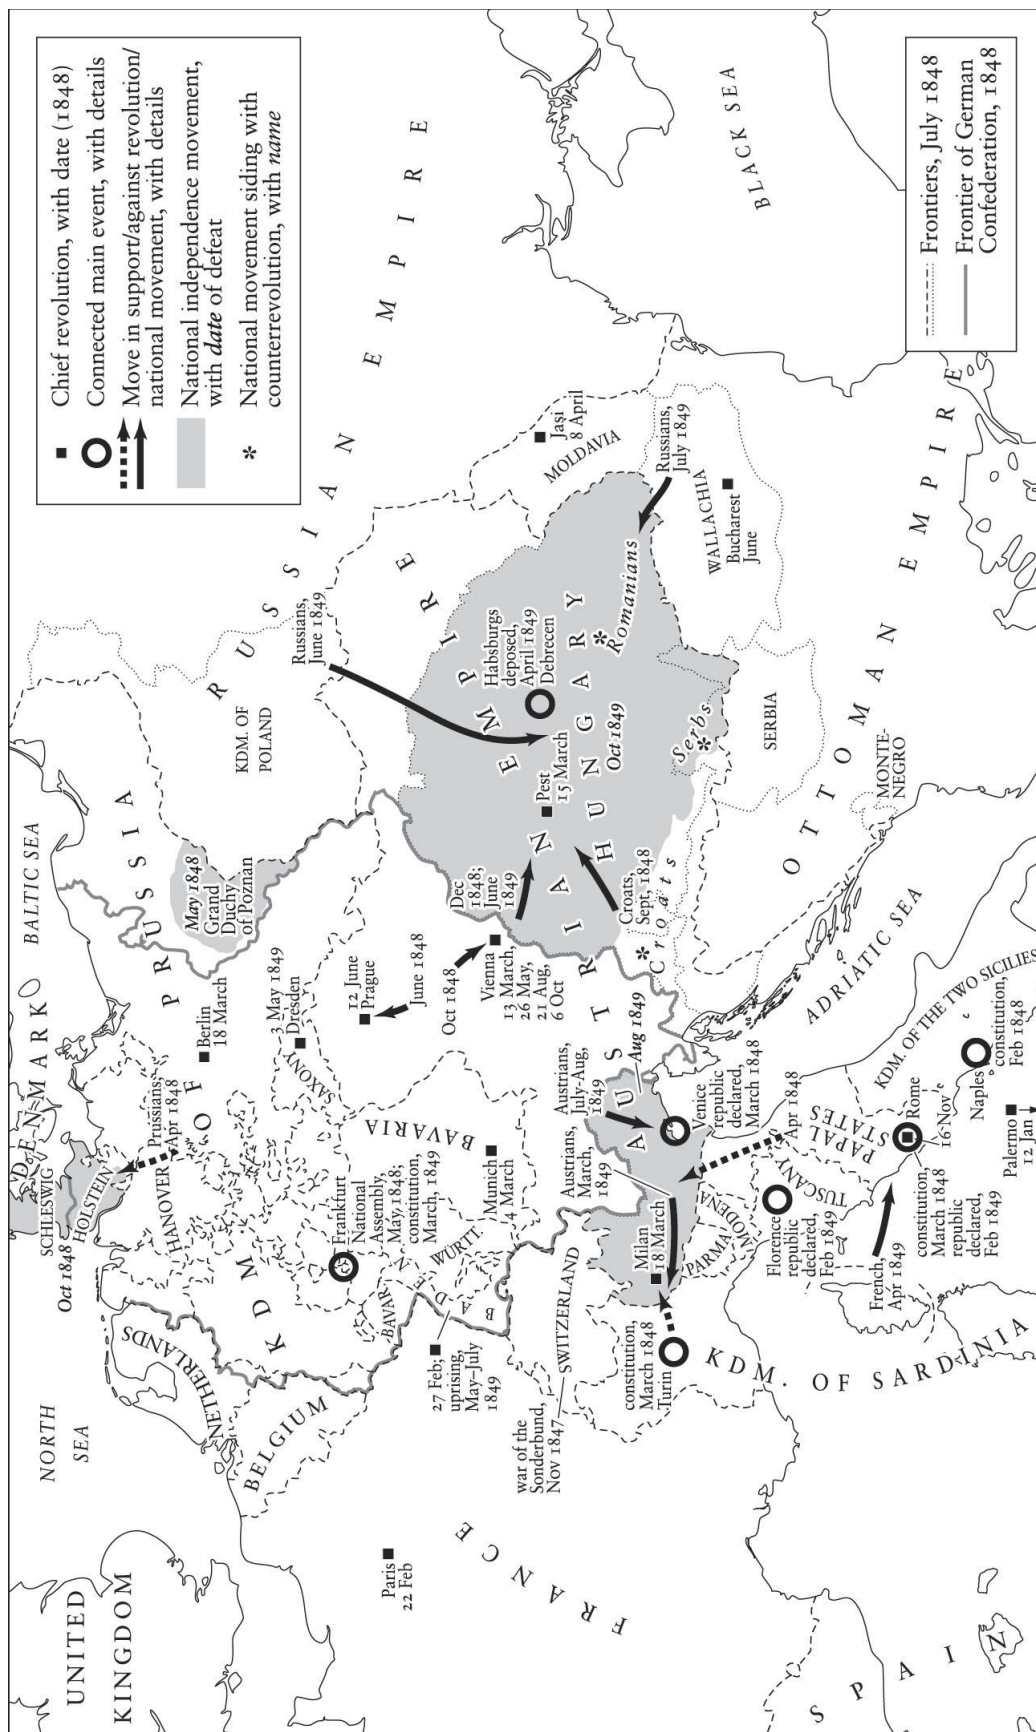 UNITED
KINGDOM
NORTH
SEA
DENMARK
BALTIC SEA
SCHLESWIG
Oct 1848
HOLSTEIN
Prussians,
Apr 1848
HANOVER
NETHERLANDS
BELGIUM
KDM. OF PRUSSIA
Berlin
18 March
May 1848
Grand
Duchy
of Poznan
KDM. OF
POLAND
RUSSIAN EMPIRE
Russians,
June 1849
3 May 1849
Dresden
SAXONY
Frankfurt
National
Assembly,
May, 1848;
constitution,
March, 1849
12 June
Prague
June 1848
Paris
22 Feb
FRANCE
BAVAR.
BADEN
WÜRTT.
BAVARIA
27 Feb;
uprising,
May–July
1849
Munich
4 March
Oct 1848
Vienna
13 March,
26 May,
21 Aug,
6 Oct
Dec
1848;
June
1849
AUSTRIAN EMPIRE
Pest
15 March
Habsburgs
deposed,
April 1849
Debrecen
HUNGARY
Oct 1849
Romanians
Serbs
Croats,
Sept, 1848
Croats
Jasi
8 April
MOLDAVIA
Russians,
July 1849
WALLACHIA
Bucharest
June
SERBIA
MONTE-
NEGRO
OTTOMAN EMPIRE
BLACK SEA
war of the
Sonderbund,
Nov 1847
SWITZERLAND
Austrians,
March,
1849
Austrians,
July-Aug,
1849
Aug 1849
Milan
18 March
Venice
republic
declared,
March 1848
constitution,
March 1848
Turin
PARMA
MODENA
Apr 1848
KDM. OF SARDINIA
Florence
republic
declared,
Feb 1849
TUSCANY
PAPAL
STATES
French,
Apr 1849
Rome
16 Nov
constitution,
March 1848
republic
declared,
Feb 1849
ADRIATIC SEA
KDM. OF THE TWO SICILIES
Naples
constitution,
Feb 1848
Palermo
12 Jan
SPAIN
Chief revolution, with date (1848)
Connected main event, with details
Move in support/against revolution/
national movement, with details
National independence movement,
with date of defeat
* National movement siding with
counterrevolution, with name
Frontiers, July 1848
Frontier of German
Confederation, 1848